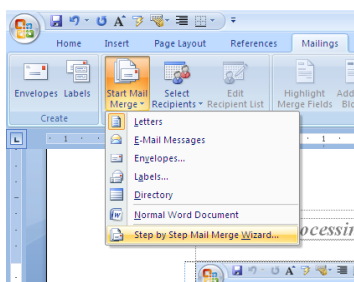 Home Insert Page Layout References Mailings
Envelopes Labels Start Mail Merge Select Recipients Edit Recipient List Highlight Merge Fields
Create
Letters
E-Mail Messages
Envelopes...
Labels...
Directory
Normal Word Document
Step by Step Mail Merge Wizard...